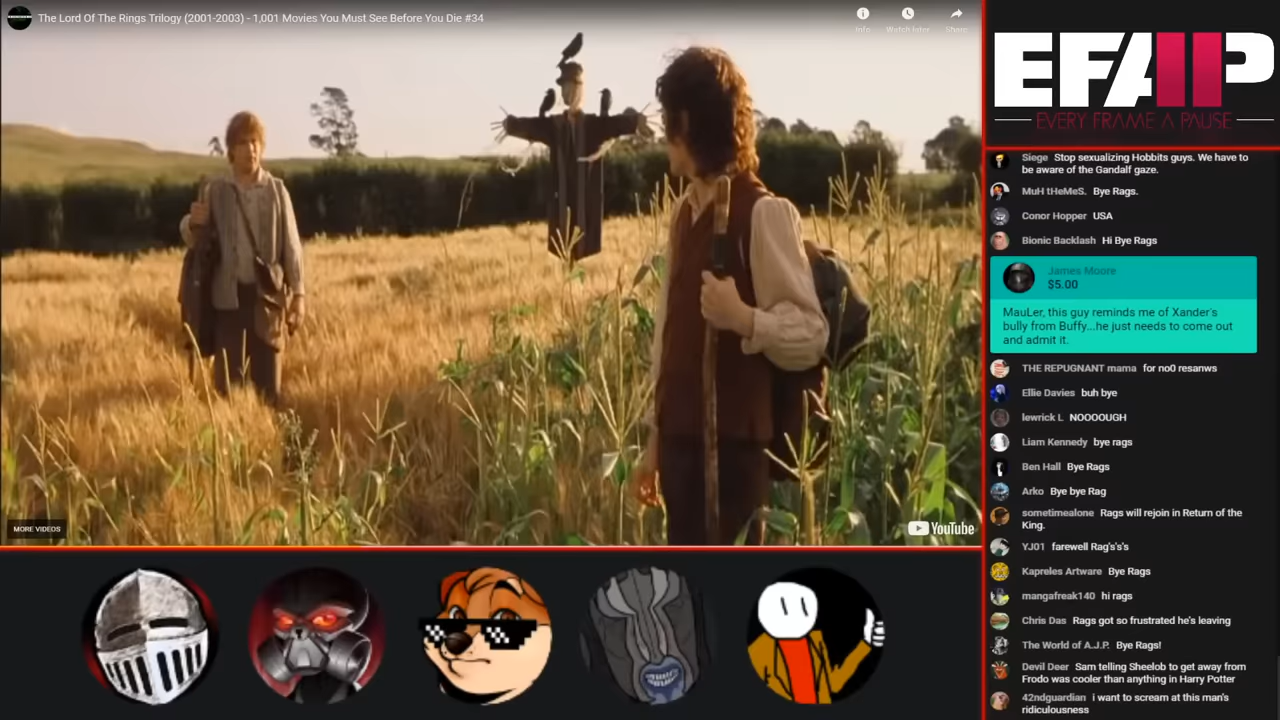 The Lord Of The Rings Trilogy (2001-2003) - 1,001 Movies You Must See Before You Die #34
Info
Watch later
Share
MORE VIDEOS
YouTube
EFAP
EVERY FRAME A PAUSE
Siege Stop sexualizing Hobbits guys. We have to
be aware of the Gandalf gaze.
MuH tHeMeS. Bye Rags.
Conor Hopper USA
Bionic Backlash Hi Bye Rags
James Moore
$5.00
MauLer, this guy reminds me of Xander's
bully from Buffy...he just needs to come out
and admit it.
THE REPUGNANT mama for no0 resanws
Ellie Davies buh bye
lewrick L NOOOOUGH
Liam Kennedy bye rags
Ben Hall Bye Rags
Arko Bye bye Rag
sometimealone Rags will rejoin in Return of the
King.
YJ01 farewell Rag's's's
Kapreles Artware Bye Rags
mangafreak140 hi rags
Chris Das Rags got so frustrated he's leaving
The World of A.J.P. Bye Rags!
Devil Deer Sam telling Sheelob to get away from
Frodo was cooler than anything in Harry Potter
42ndguardian i want to scream at this man's
ridiculousness